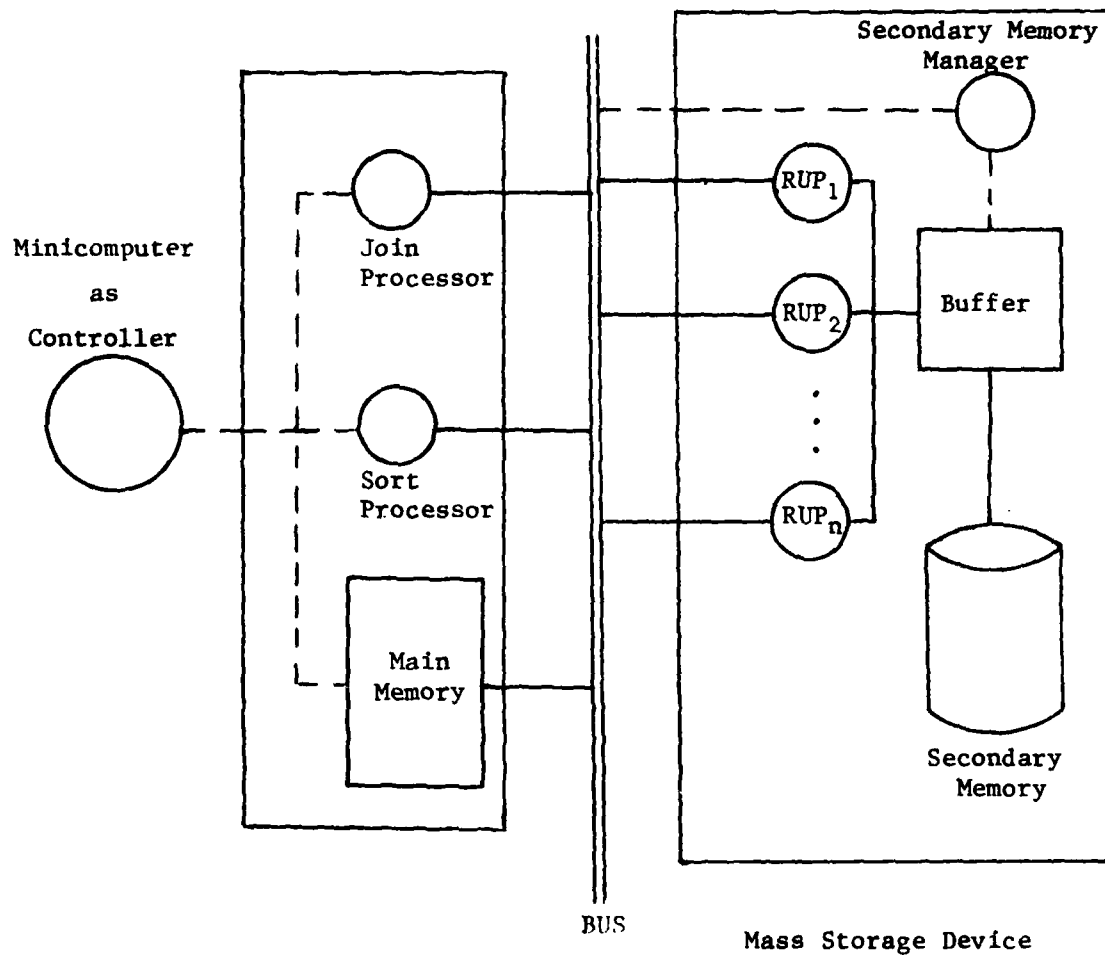 Secondary Memory
Manager
RUP1
Minicomputer
as
Controller
Join
Processor
RUP2
Buffer
Sort
Processor
RUPn
Main
Memory
Secondary
Memory
BUS
Mass Storage Device